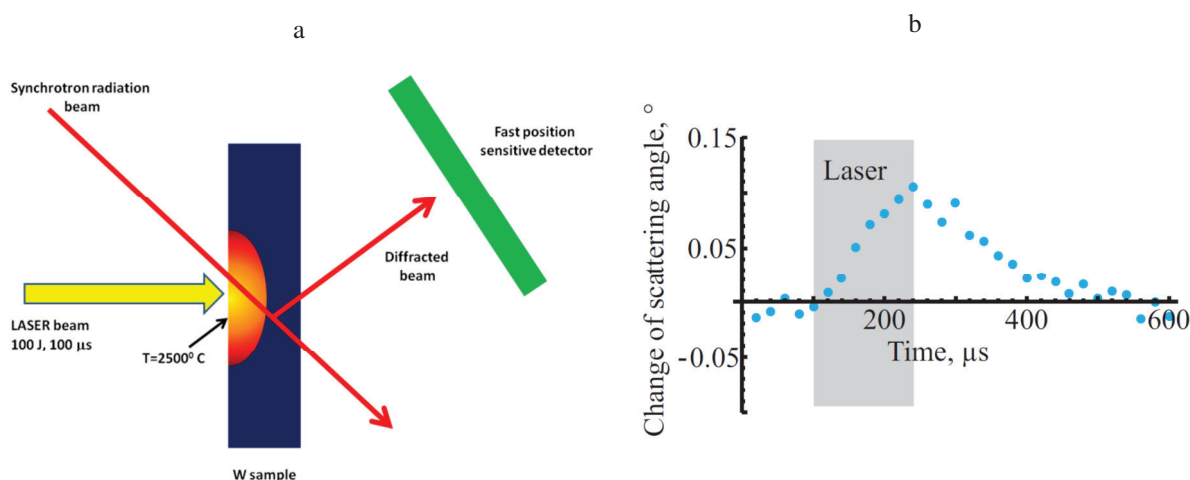 a
Synchrotron radiation
beam
Fast position
sensitive detector
Diffracted
beam
LASER beam
100 J, 100 μs
T=2500⁰ C
W sample
b
Change of scattering angle, °
0.15
0.05
-0.05
Laser
200
400
600
Time, μs